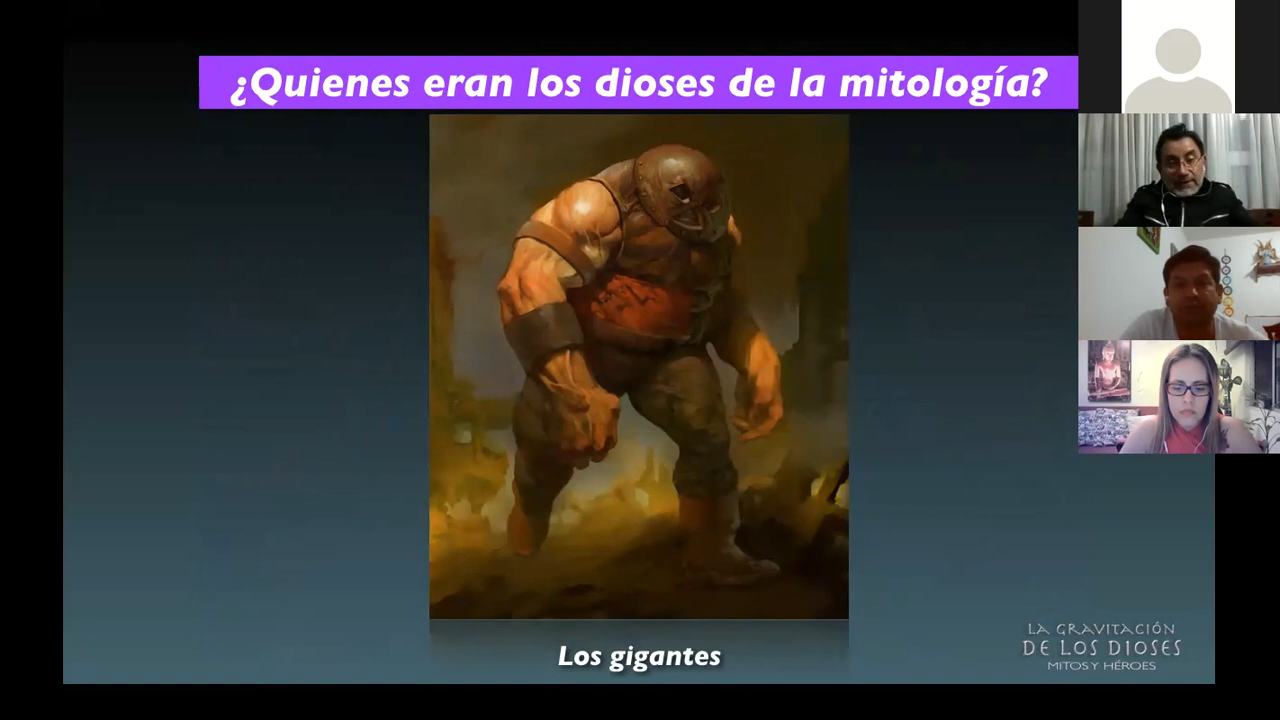 ¿Quienes eran los dioses de la mitología?
Los gigantes
LA GRAVITACIÓN
DE LOS DIOSES
MITOS Y HÉROES